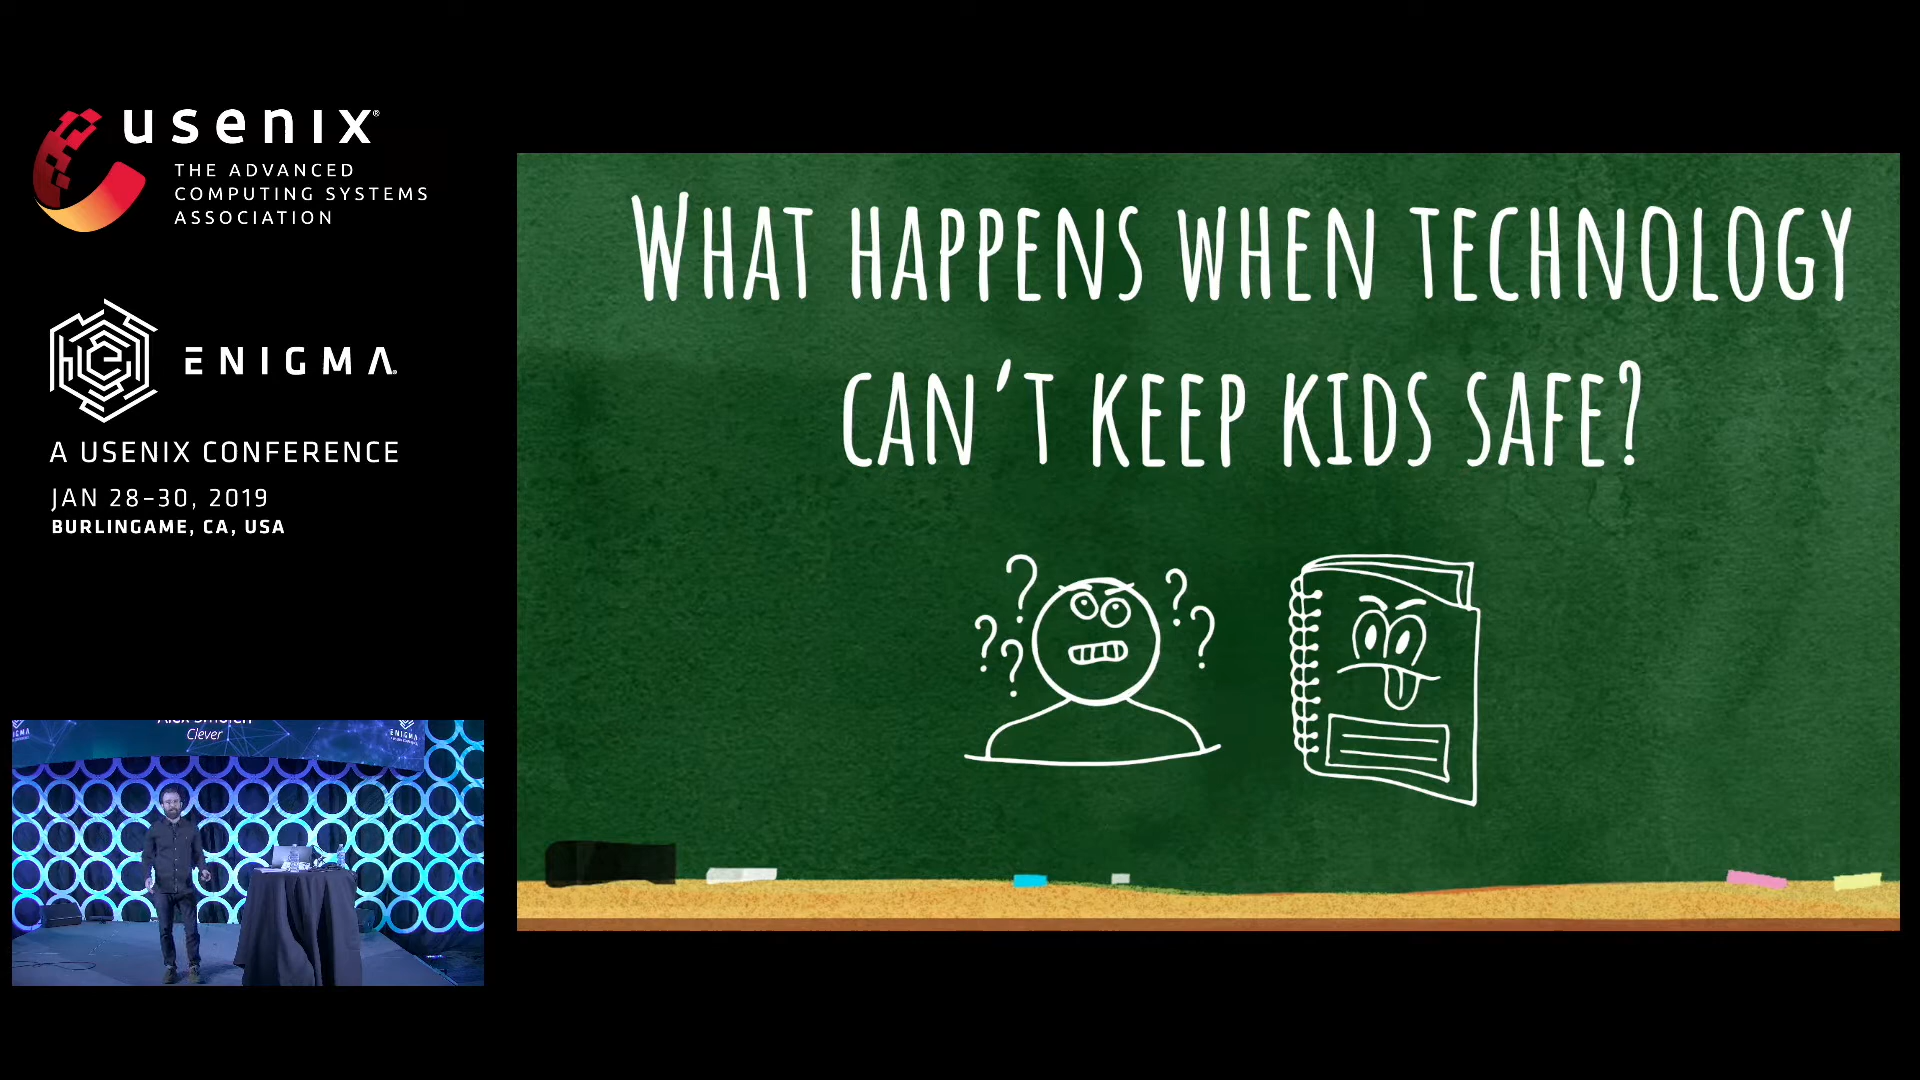 usenix®
THE ADVANCED
COMPUTING SYSTEMS
ASSOCIATION
ENIGMA®
A USENIX CONFERENCE
JAN 28–30, 2019
BURLINGAME, CA, USA
WHAT HAPPENS WHEN TECHNOLOGY
CAN'T KEEP KIDS SAFE?
? ? ? ? ?
Clever
ENIGMA